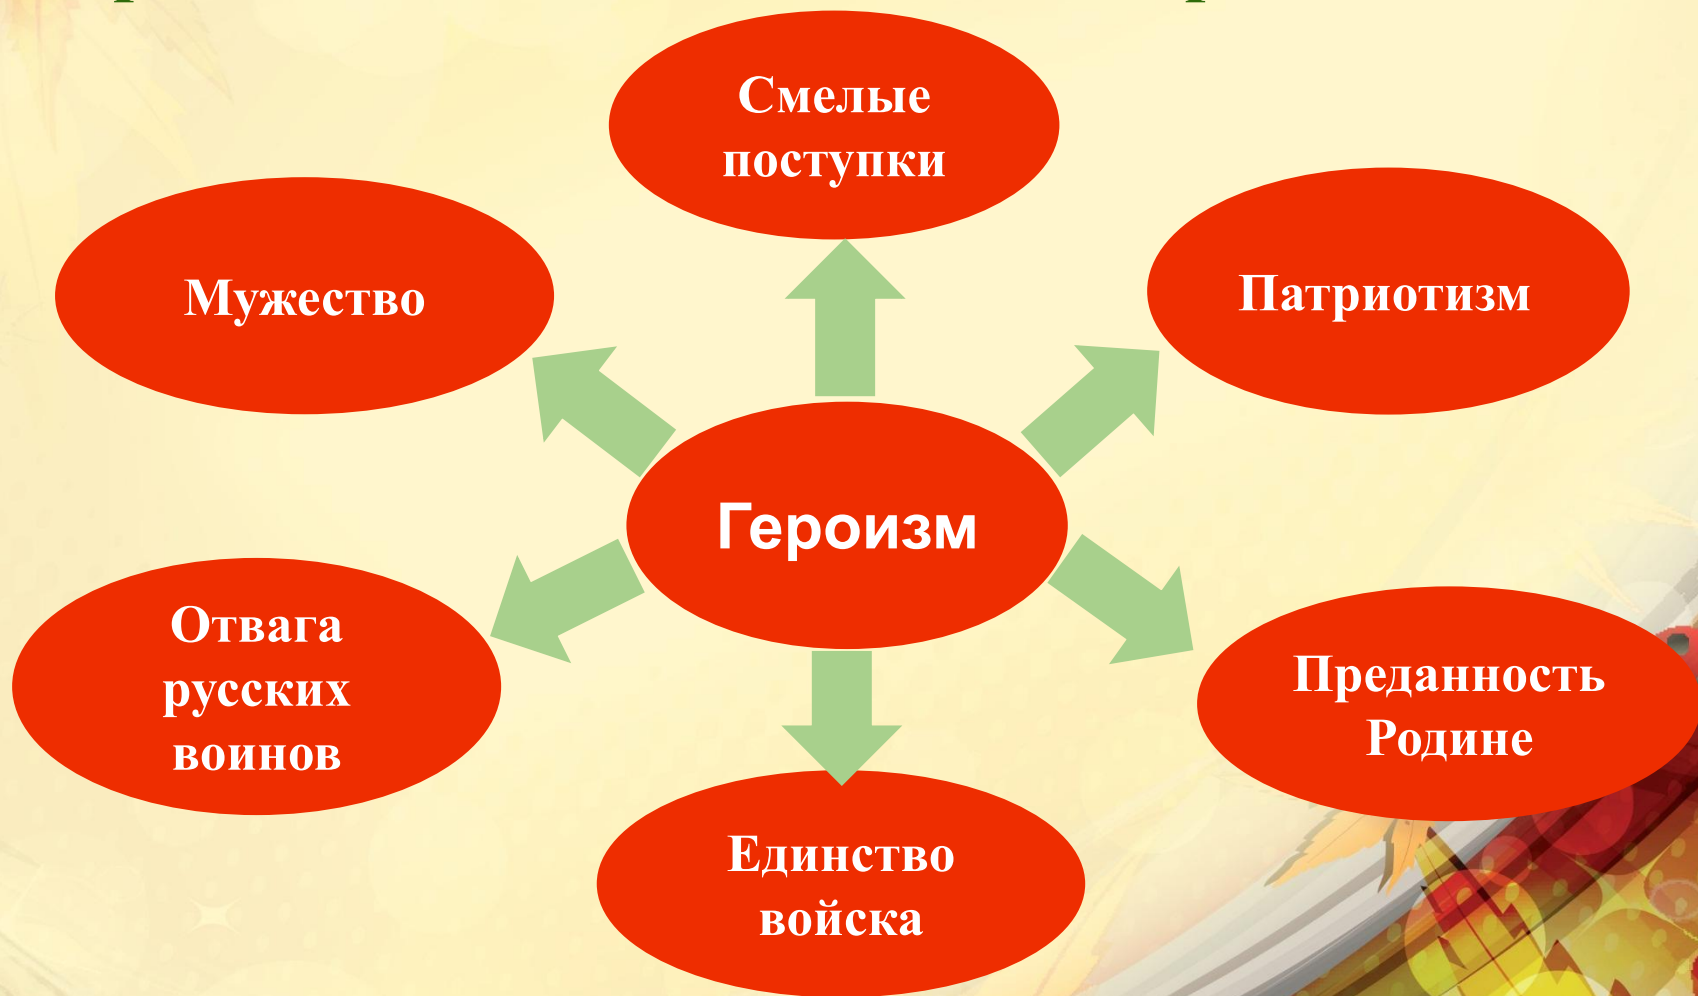 Смелые
поступки
Мужество
Патриотизм
Героизм
Отвага
русских
воинов
Преданность
Родине
Единство
войска